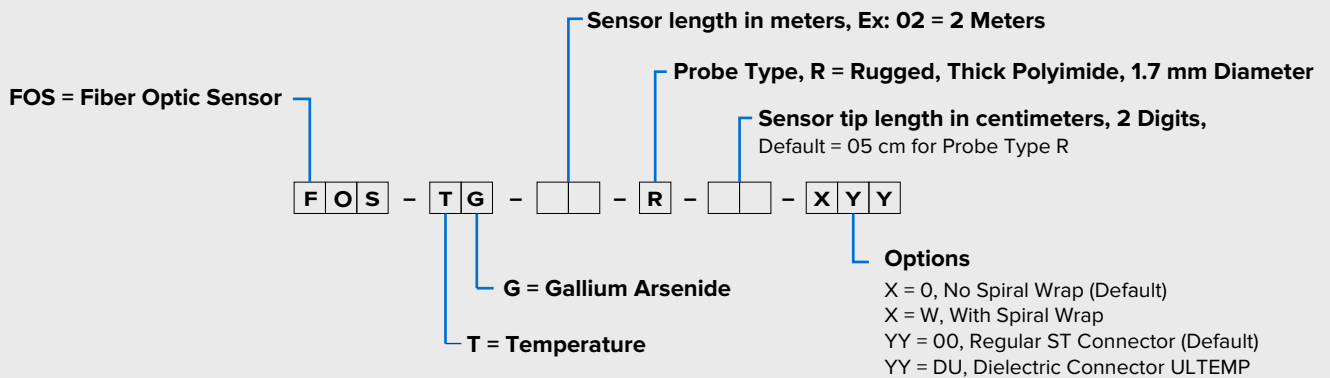 Sensor length in meters, Ex: 02 = 2 Meters
Probe Type, R = Rugged, Thick Polyimide, 1.7 mm Diameter
FOS = Fiber Optic Sensor
Sensor tip length in centimeters, 2 Digits,
Default = 05 cm for Probe Type R
F O S – T G – – R – – X Y Y
Options
G = Gallium Arsenide
X = 0, No Spiral Wrap (Default)
X = W, With Spiral Wrap
T = Temperature
YY = 00, Regular ST Connector (Default)
YY = DU, Dielectric Connector ULTEMP